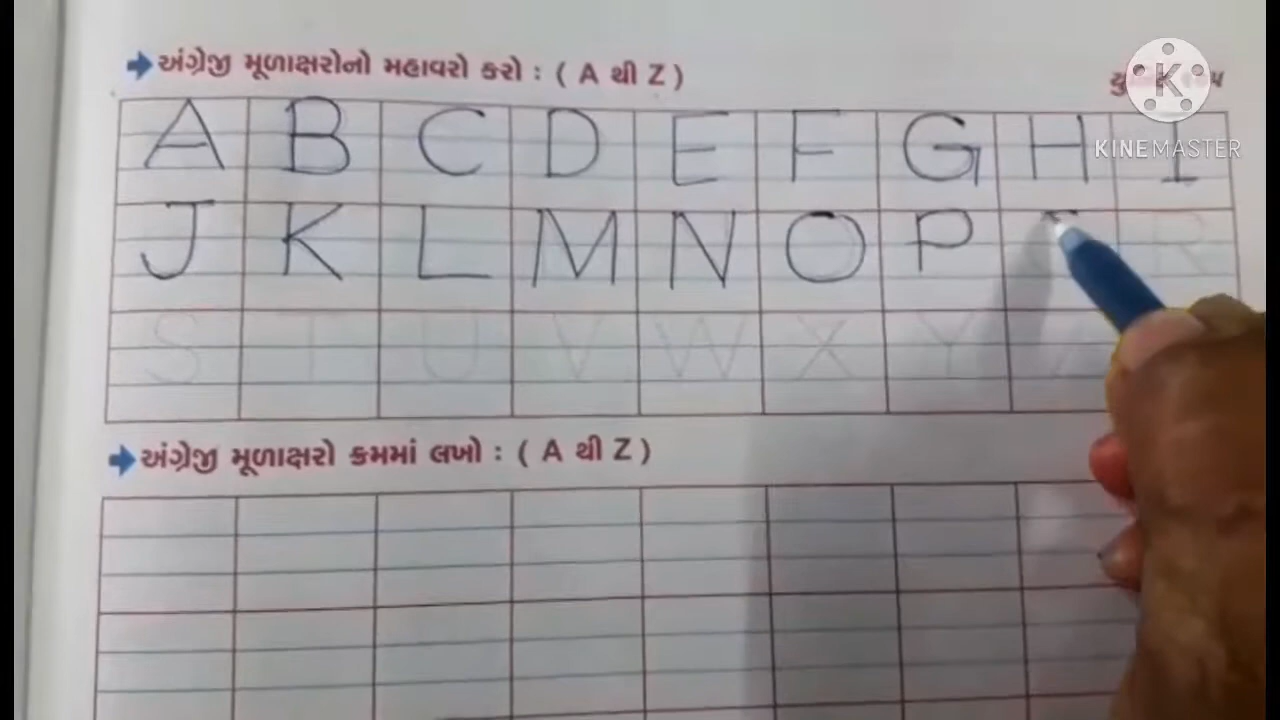 અંગ્રેજી મૂળાક્ષરોનો મહાવરો કરો : ( A થી Z )
KINEMASTER
A B C D E F G H I
J K L M N O P R
S T U V W X Y
અંગ્રેજી મૂળાક્ષરો ક્રમમાં લખો : ( A થી Z )